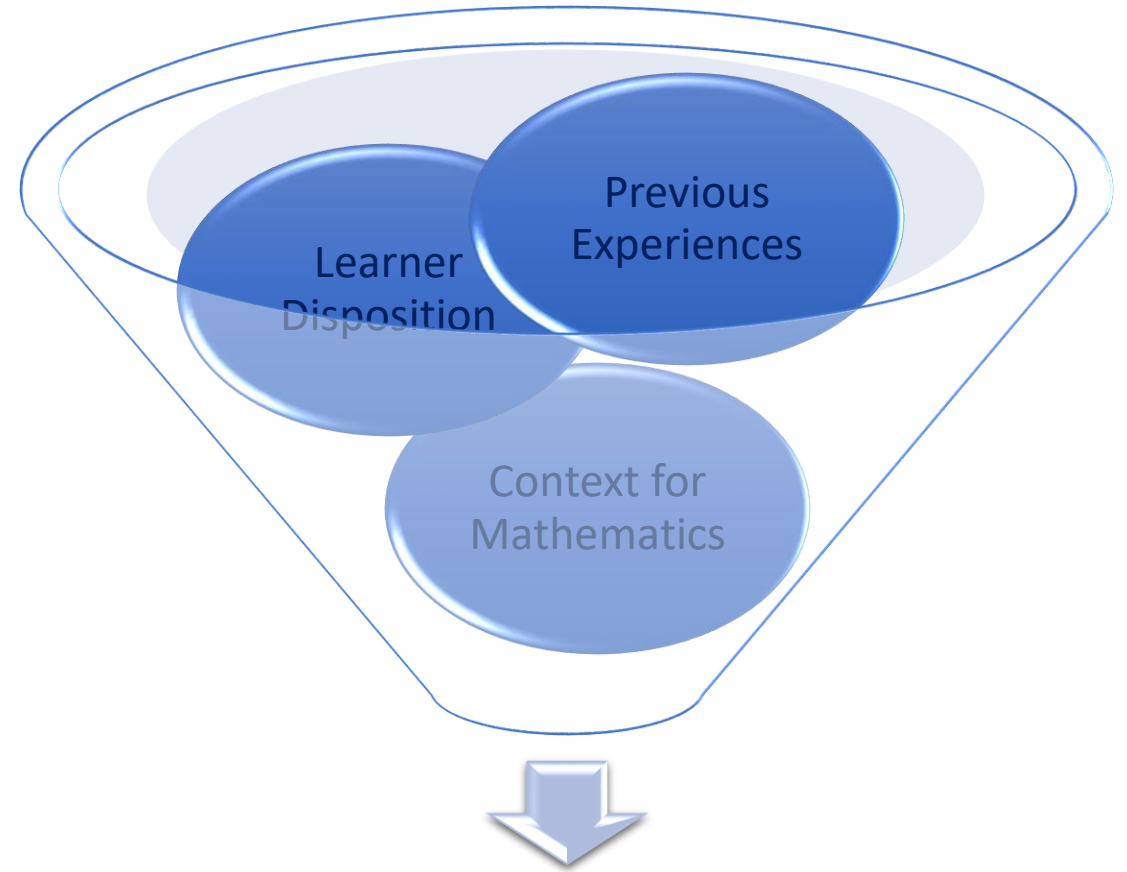 Previous
Experiences
Learner
Disposition
Context for
Mathematics